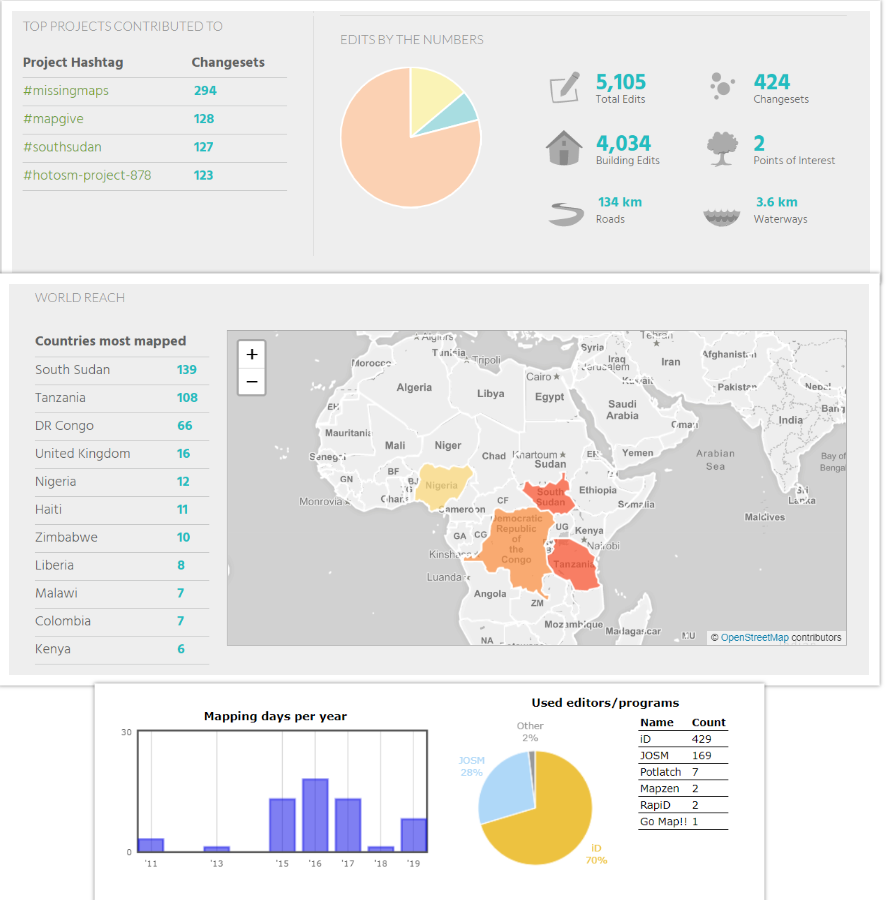 TOP PROJECTS CONTRIBUTED TO
Project Hashtag Changesets
#missingmaps 294
#mapgive 128
#southsudan 127
#hotosm-project-878 123
EDITS BY THE NUMBERS
5,105
Total Edits
424
Changesets
4,034
Building Edits
2
Points of Interest
134 km
Roads
3.6 km
Waterways
WORLD REACH
Countries most mapped
South Sudan 139
Tanzania 108
DR Congo 66
United Kingdom 16
Nigeria 12
Haiti 11
Zimbabwe 10
Liberia 8
Malawi 7
Colombia 7
Kenya 6
+
−
Algiers
Tunisia
Tripoli
Morocco
Algeria
Libya
Cairo
Egypt
Syria
Iraq
Jerusalem
Kuwait
Tehran
Iran
Afghanistan
Pakistan
Nepal
India
Saudi
Arabia
Oman
Yemen
Arabian
Sea
Bay of
Bengal
Sri
Lanka
Maldives
EH
Mauritania
Mali
Niger
Chad
Khartoum
Sudan
ER
Senegal
GN
BF
BJ
Ghana
Nigeria
Monrovia
Cameroon
CF
South
Sudan
Ethiopia
Somalia
GA
CG
Democratic
Republic
of
the
Congo
UG
Kenya
Nairobi
Kinshasa
Tanzania
Luanda
Angola
ZM
Mozambique
Madagascar
MU
NA
© OpenStreetMap contributors
Mapping days per year
30
0
'11 '13 '15 '16 '17 '18 '19
Used editors/programs
Other
2%
JOSM
28%
iD
70%
Name Count
iD 429
JOSM 169
Potlatch 7
Mapzen 2
RapiD 2
Go Map!! 1